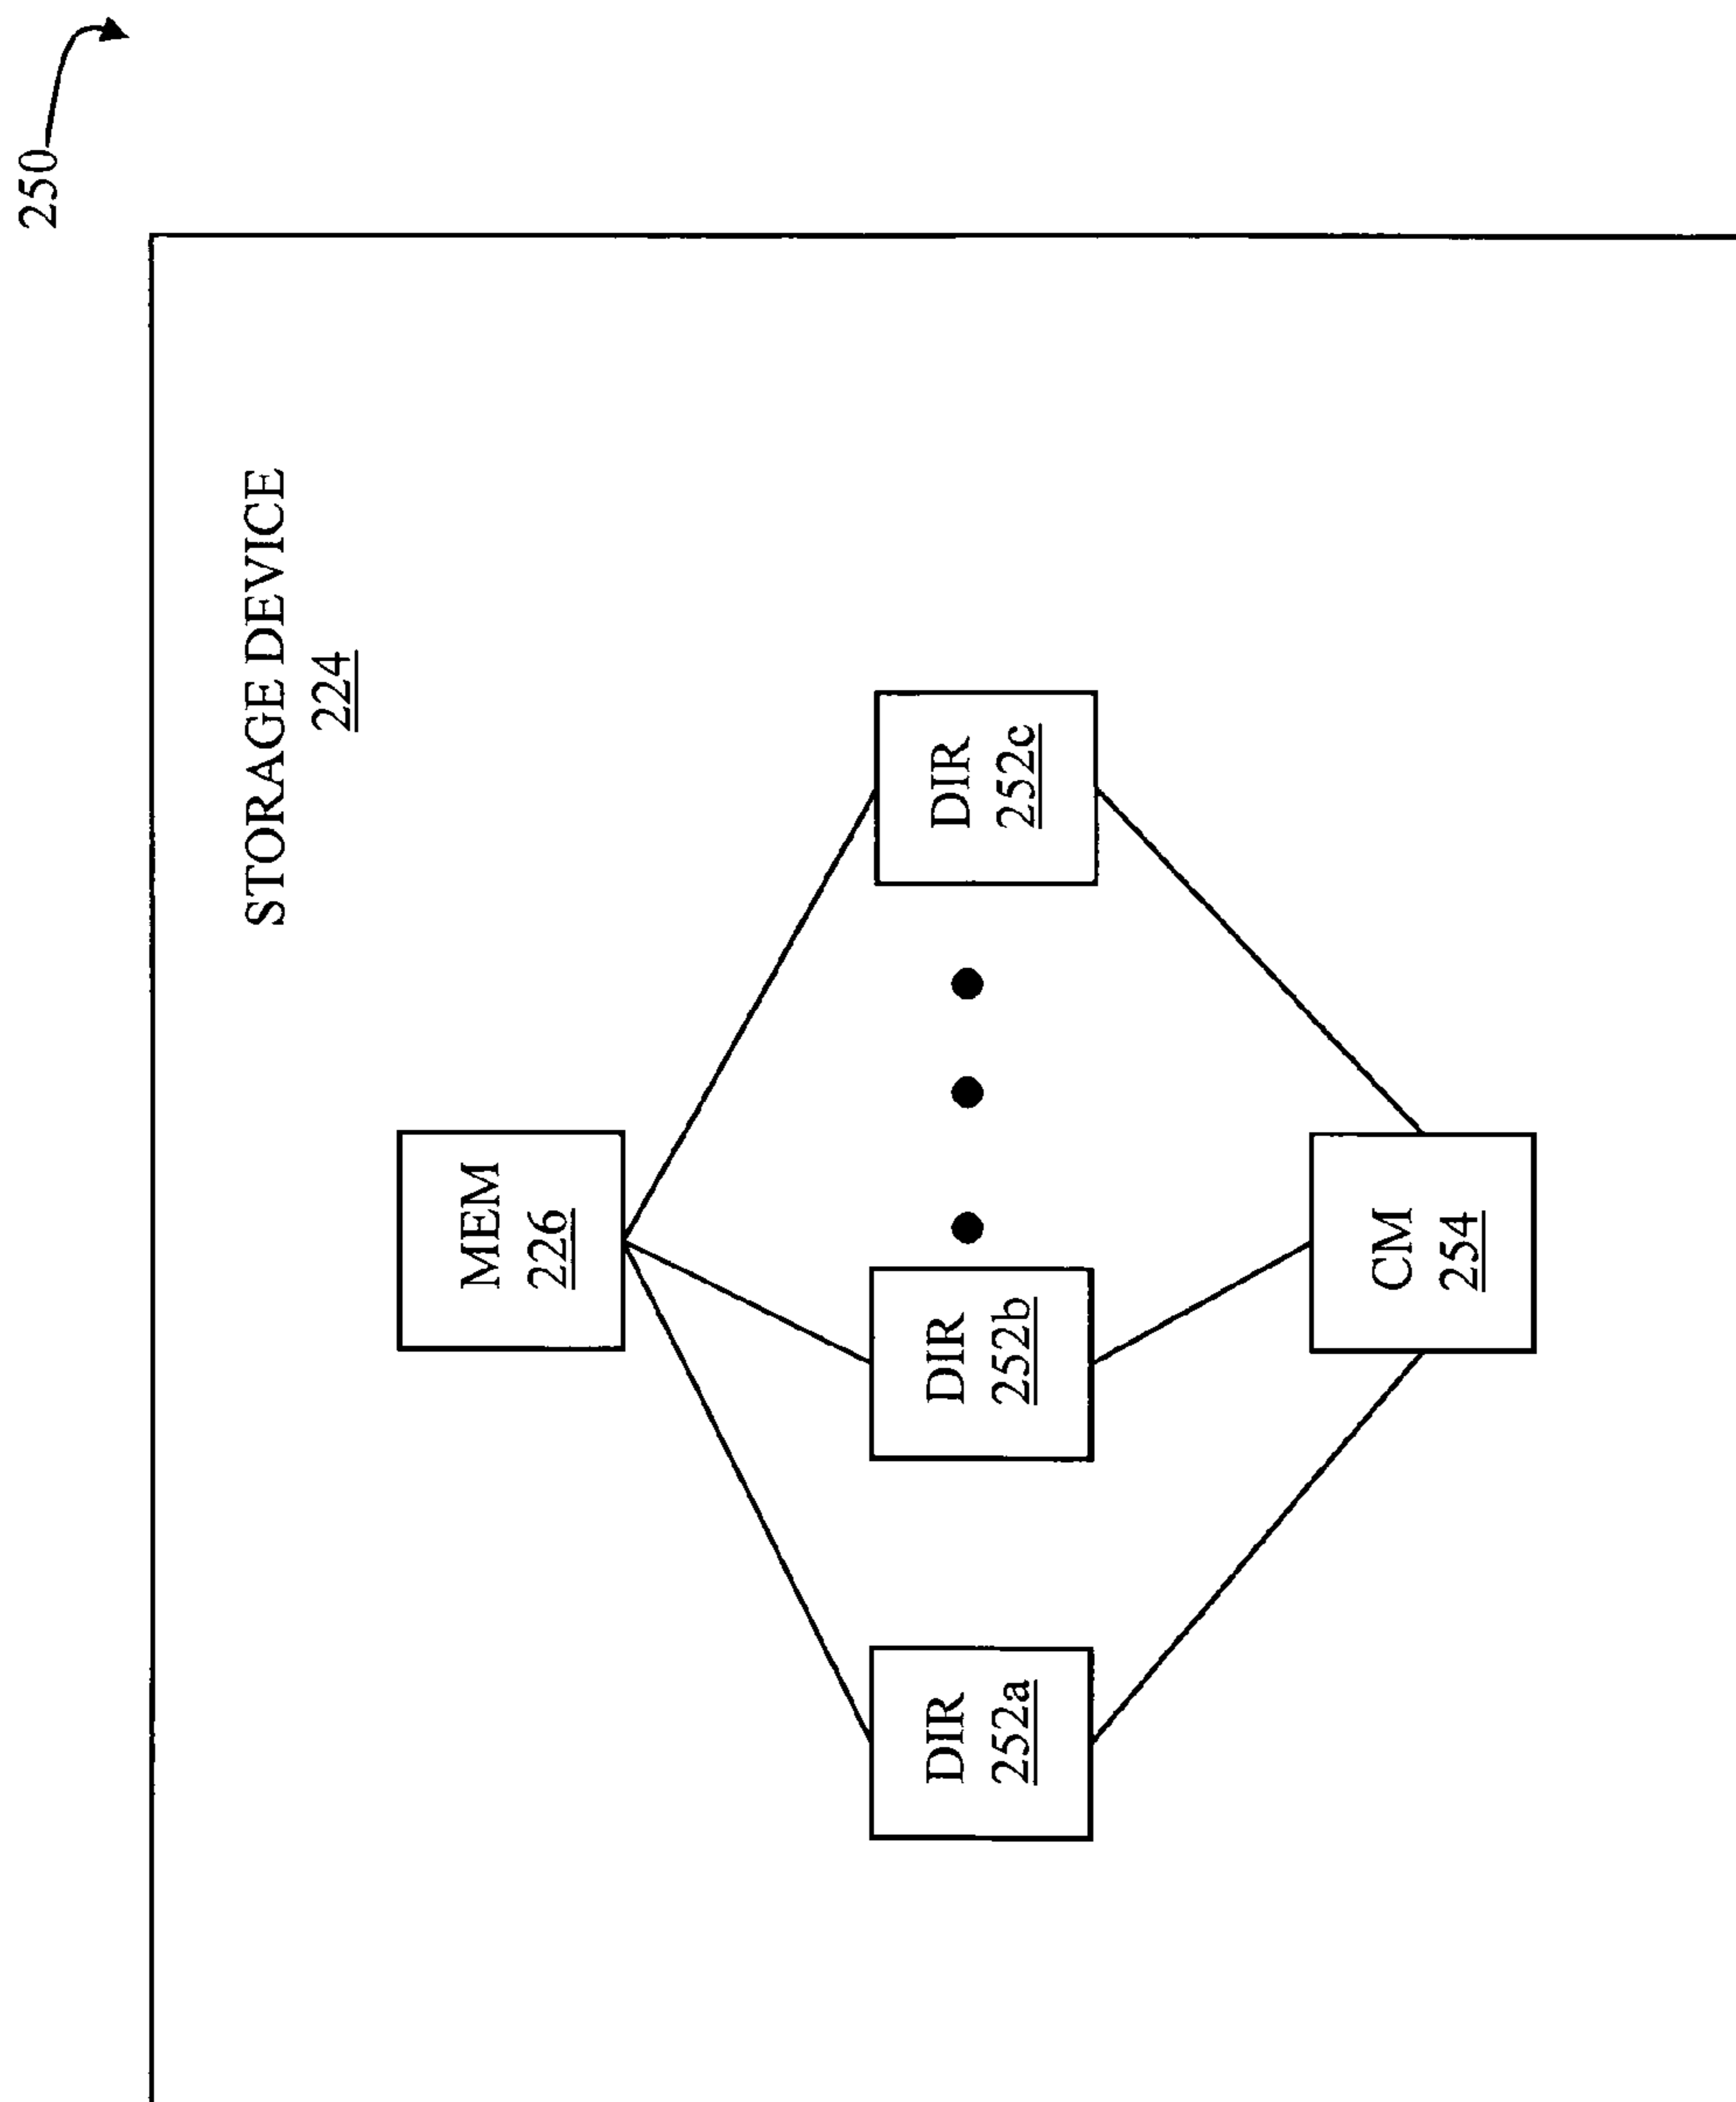 250
STORAGE DEVICE
224
MEM
226
DIR
252a
DIR
252b
DIR
252c
CM
254